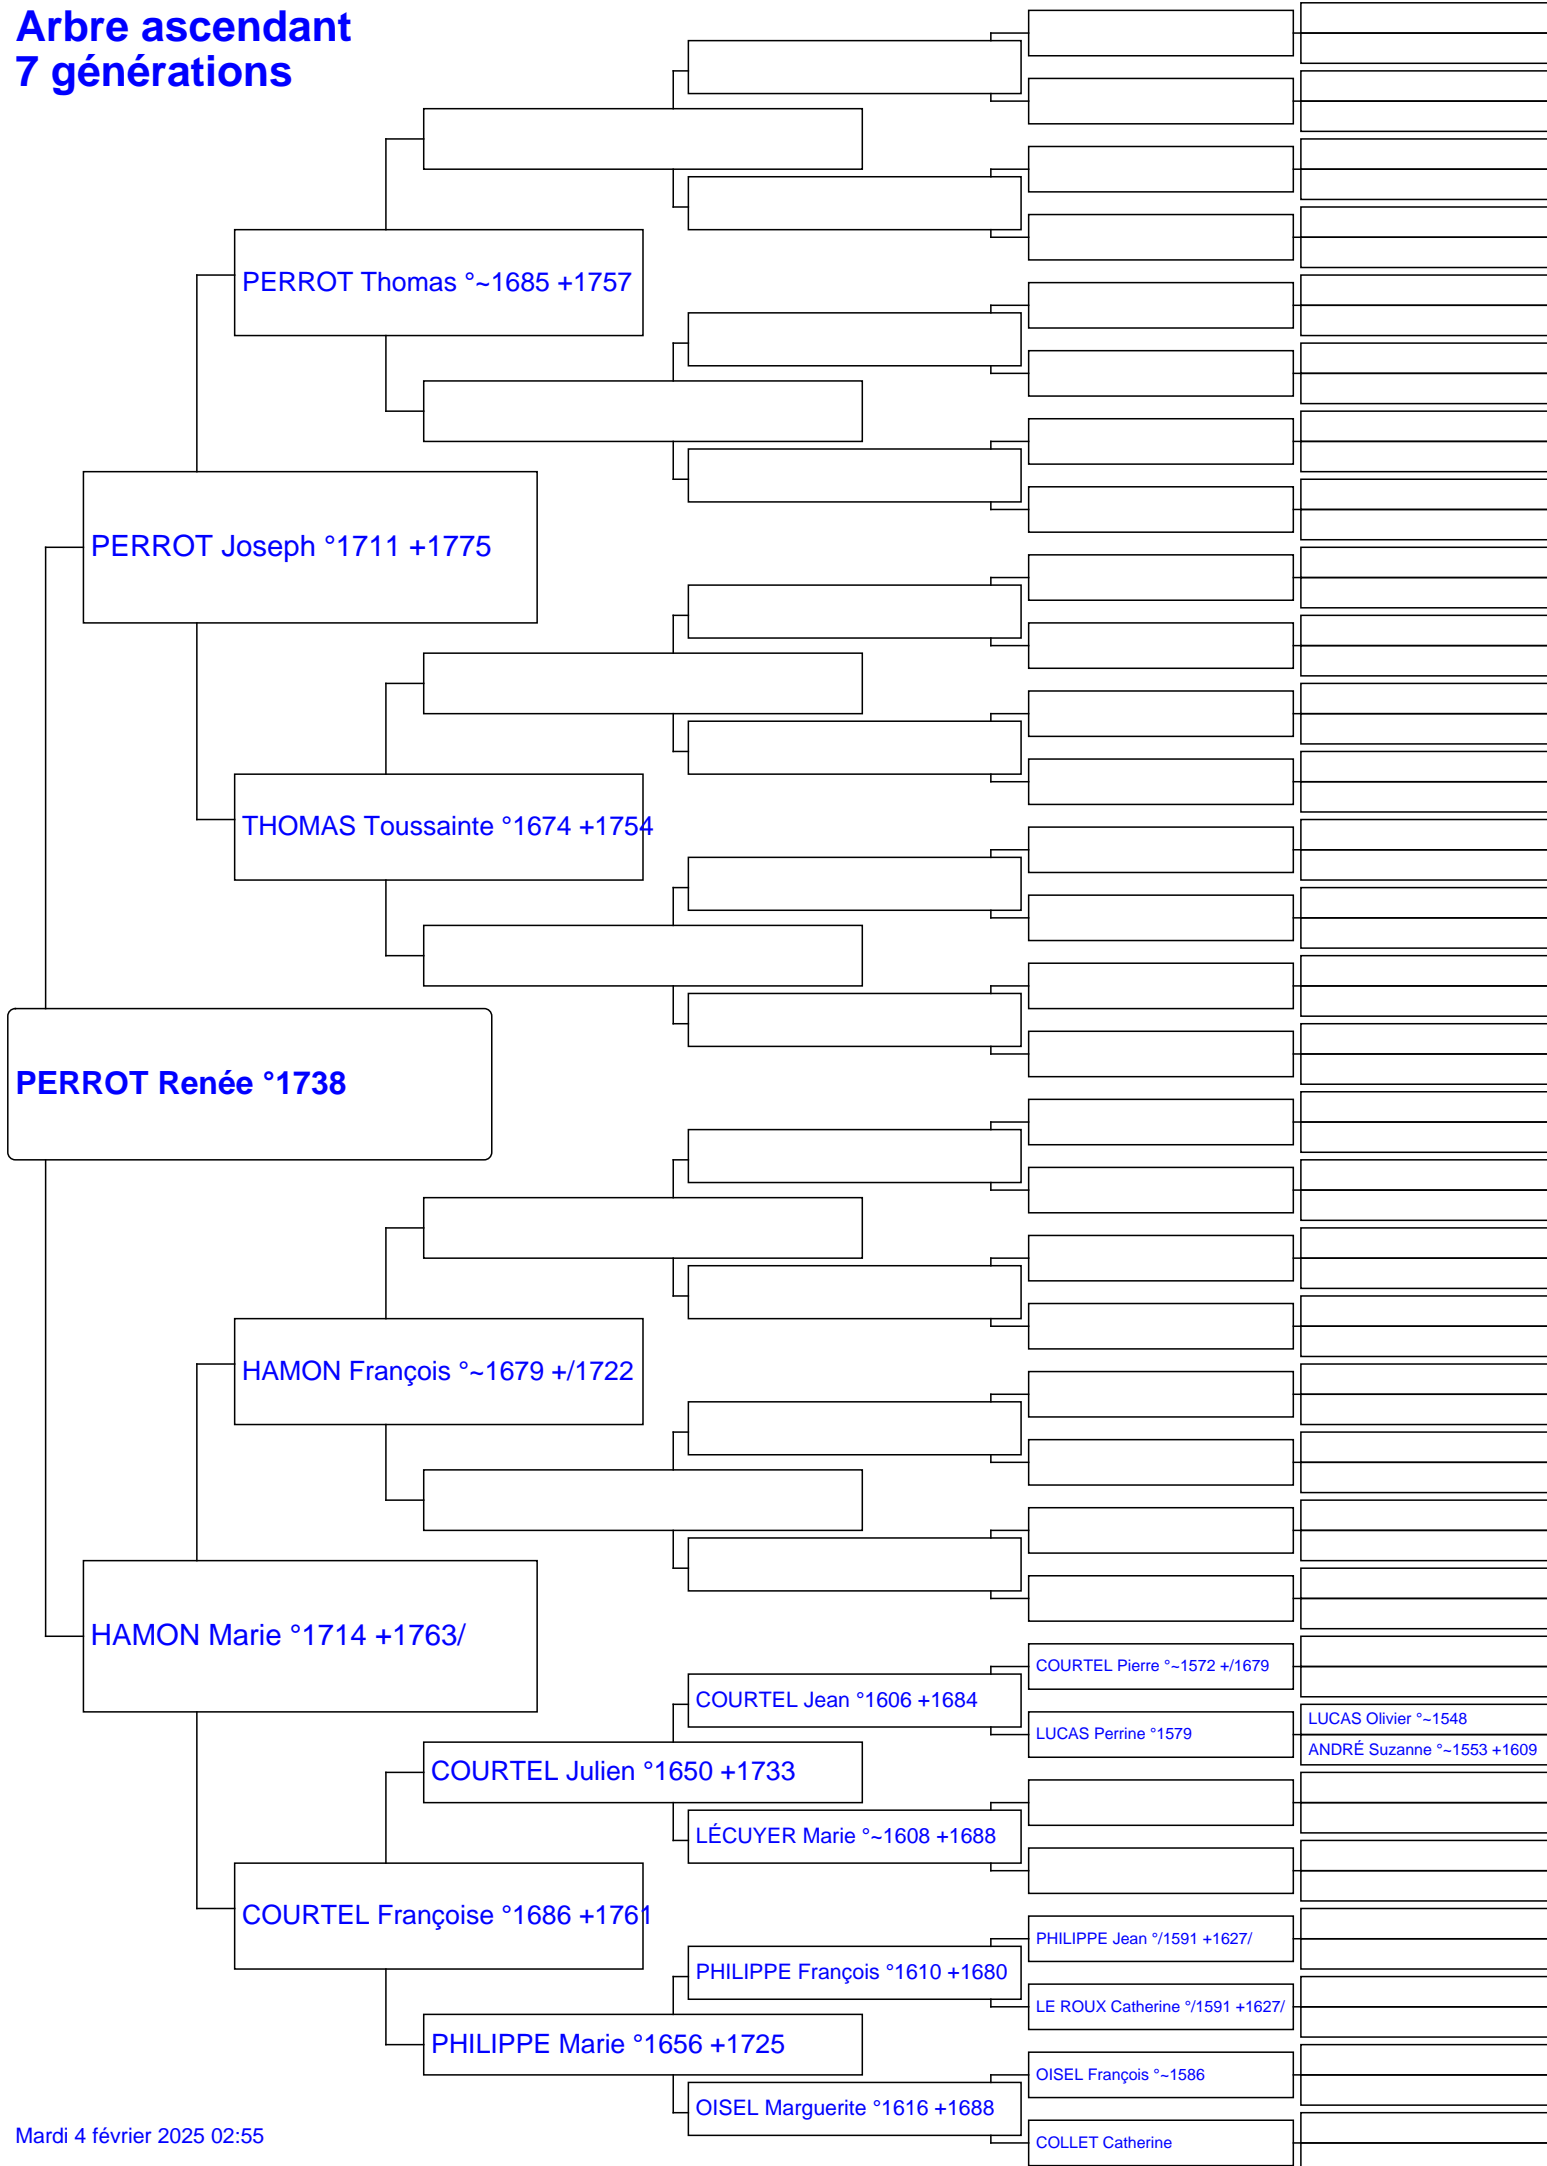 Arbre ascendant
7 générations
PERROT Thomas °~1685 +1757
PERROT Joseph °1711 +1775
THOMAS Toussainte °1674 +1754
PERROT Renée °1738
HAMON François °~1679 +/1722
HAMON Marie °1714 +1763/
COURTEL Pierre °~1572 +/1679
COURTEL Jean °1606 +1684
LUCAS Olivier °~1548
LUCAS Perrine °1579
ANDRÉ Suzanne °~1553 +1609
COURTEL Julien °1650 +1733
LÉCUYER Marie °~1608 +1688
COURTEL Françoise °1686 +1761
PHILIPPE Jean °/1591 +1627/
PHILIPPE François °1610 +1680
LE ROUX Catherine °/1591 +1627/
PHILIPPE Marie °1656 +1725
OISEL François °~1586
OISEL Marguerite °1616 +1688
COLLET Catherine
Mardi 4 février 2025 02:55